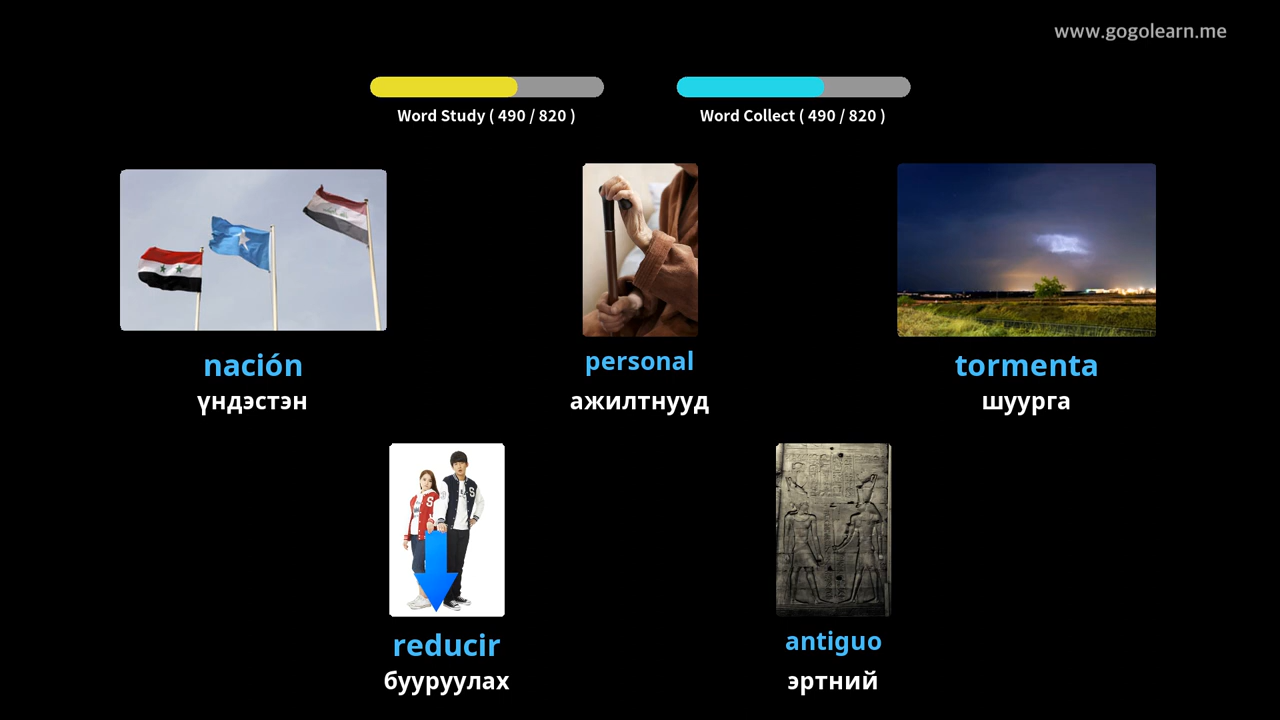 www.gogolearn.me
Word Study ( 490 / 820 )
Word Collect ( 490 / 820 )
nación
үндэстэн
personal
ажилтнууд
tormenta
шуурга
reducir
бууруулах
antiguo
эртний